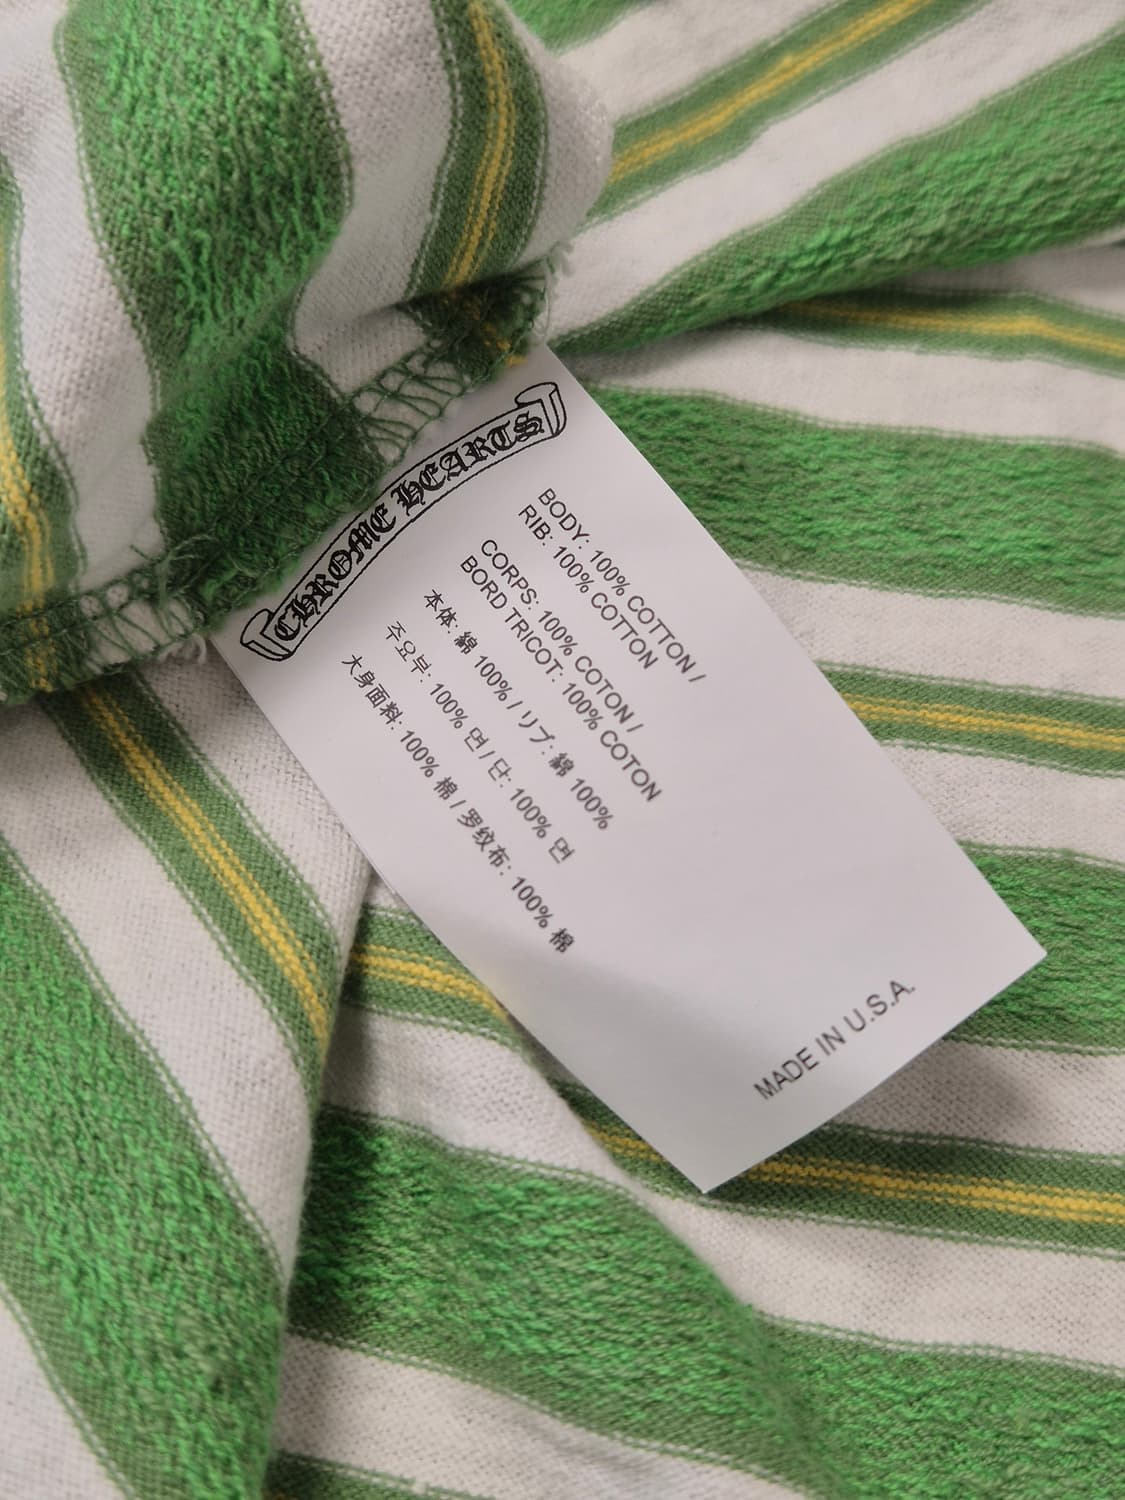 CHROME HEARTS
BODY: 100% COTTON /
RIB: 100% COTTON
CORPS: 100% COTON /
BORD TRICOT: 100% COTON
本体: 綿 100% / リブ: 綿 100%
주요부: 100% 면 / 단: 100% 면
大身面料: 100% 棉 / 罗纹布: 100% 棉
MADE IN U.S.A.